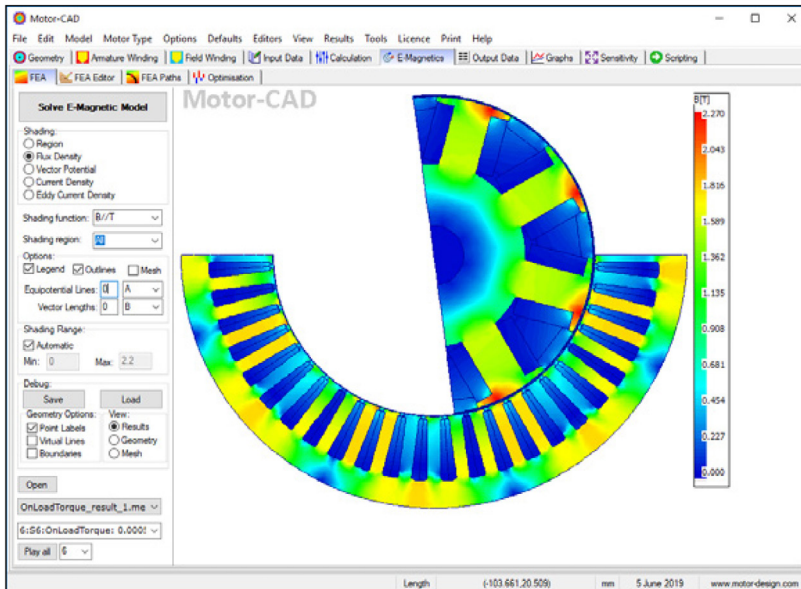 Motor-CAD
File Edit Model Motor Type Options Defaults Editors View Results Tools Licence Print Help
Geometry Armature Winding Field Winding Input Data Calculation E-Magnetics Output Data Graphs Sensitivity Scripting
FEA FEA Editor FEA Paths Optimisation
Solve E-Magnetic Model
Motor-CAD
Shading:
Region
Flux Density
Vector Potential
Current Density
Eddy Current Density
Shading function: B//T
Shading region: All
Options:
Legend Outlines Mesh
Equipotential Lines: 0 A
Vector Lengths: 0 B
Shading Range:
Automatic
Min: 0 Max: 2.2
Debug:
Save Load
Geometry Options: View:
Point Labels Results
Virtual Lines Geometry
Boundaries Mesh
Open
OnLoadTorque_result_1.me
6:S6:OnLoadTorque: 0.000
Play all 6
B[T]
2.270
2.043
1.816
1.589
1.362
1.135
0.908
0.681
0.454
0.227
0.000
Length (-103.661,20.509) mm 5 June 2019 www.motor-design.com